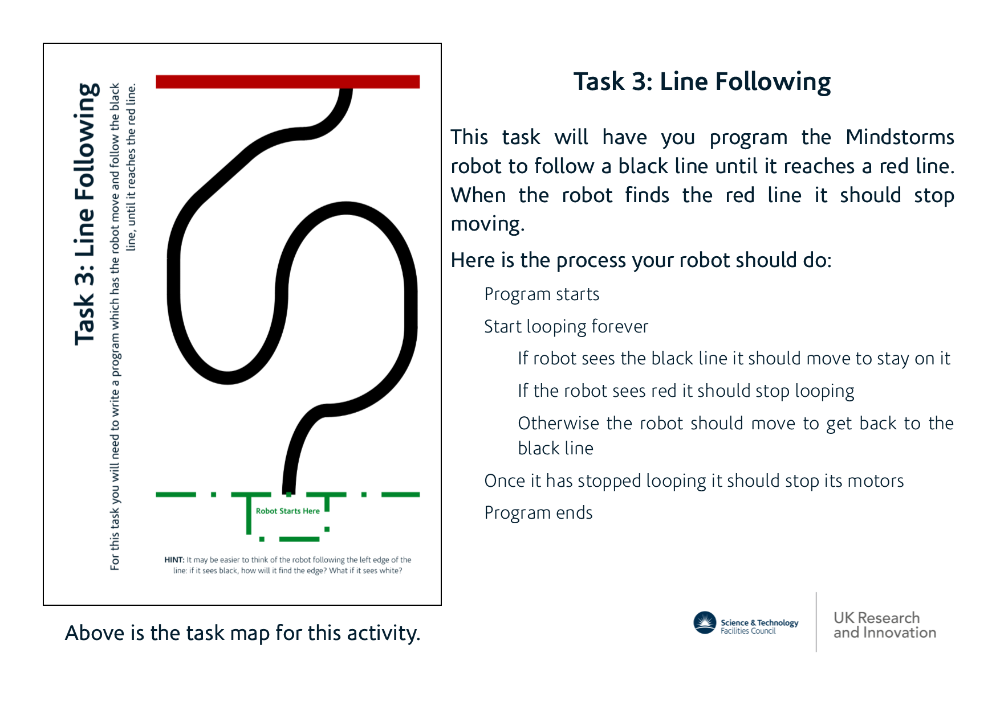 Task 3: Line Following
For this task you will need to write a program which has the robot move and follow the black
line, until it reaches the red line.
Robot Starts Here
HINT: It may be easier to think of the robot following the left edge of the
line: if it sees black, how will it find the edge? What if it sees white?
Above is the task map for this activity.
Task 3: Line Following
This task will have you program the Mindstorms
robot to follow a black line until it reaches a red line.
When the robot finds the red line it should stop
moving.
Here is the process your robot should do:
Program starts
Start looping forever
If robot sees the black line it should move to stay on it
If the robot sees red it should stop looping
Otherwise the robot should move to get back to the
black line
Once it has stopped looping it should stop its motors
Program ends
Science & Technology
Facilities Council
UK Research
and Innovation